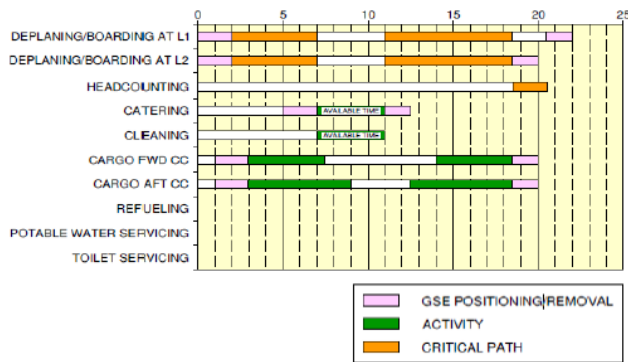 0 5 10 15 20 25
DEPLANING/BOARDING AT L1
DEPLANING/BOARDING AT L2
HEADCOUNTING
CATERING
AVAILABLE TIME
CLEANING
AVAILABLE TIME
CARGO FWD CC
CARGO AFT CC
REFUELING
POTABLE WATER SERVICING
TOILET SERVICING
GSE POSITIONING/REMOVAL
ACTIVITY
CRITICAL PATH